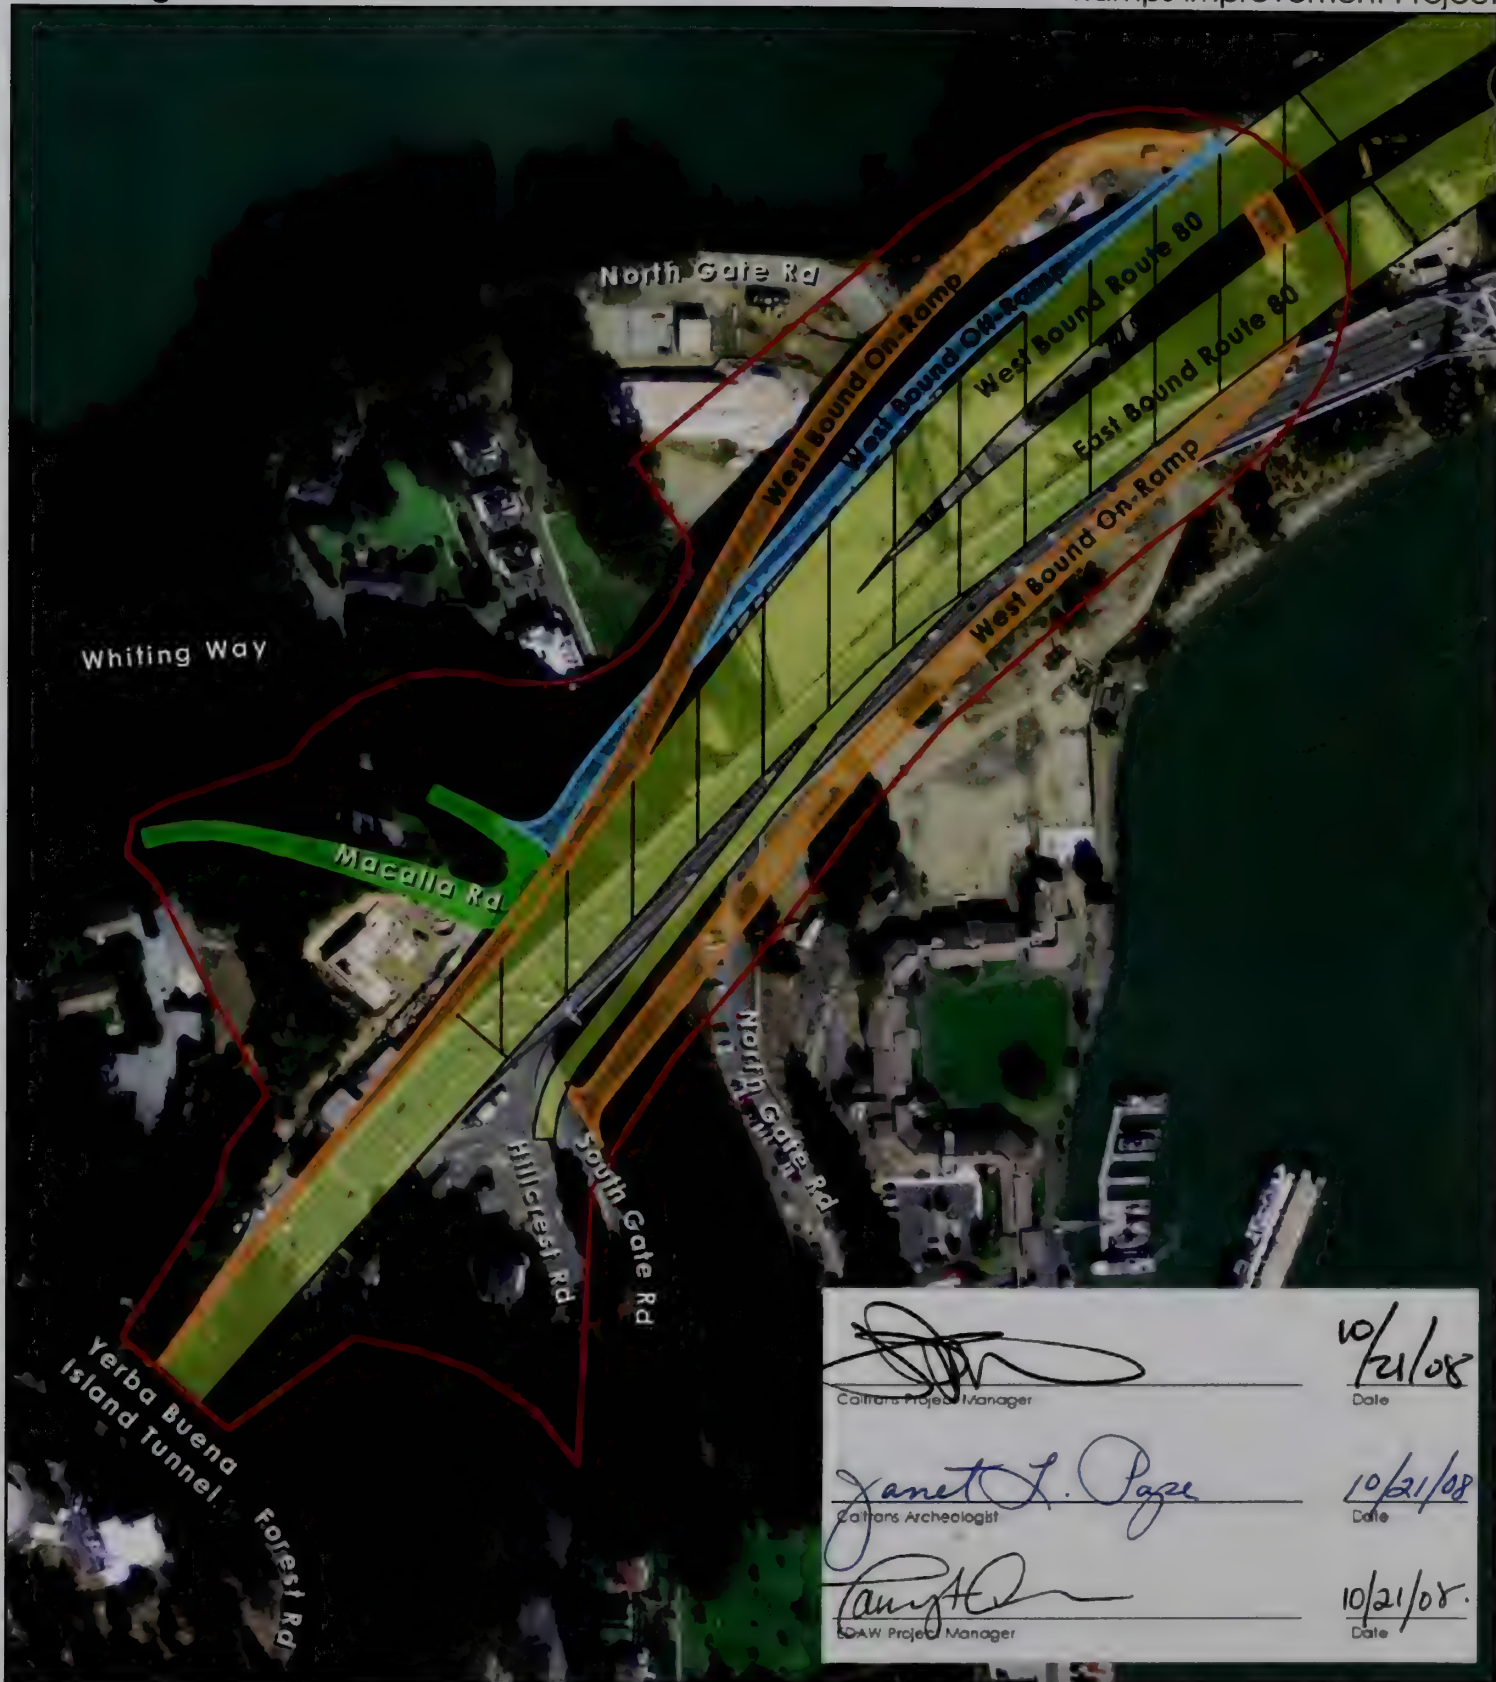 Improvement Project
North Gate Rd
West Bound On-Ramp
West Bound Off-Ramp
West Bound Route 80
East Bound Route 80
West Bound On-Ramp
Whiting Way
Macalla Rd
North Gate Rd
Hillcrest Rd
South Gate Rd
Yerba Buena
Island Tunnel
Forest Rd
10/21/08
Caltrans Project Manager
Date
Janet L. Pape
10/21/08
Caltrans Archeologist
Date
10/21/08.
EDAW Project Manager
Date